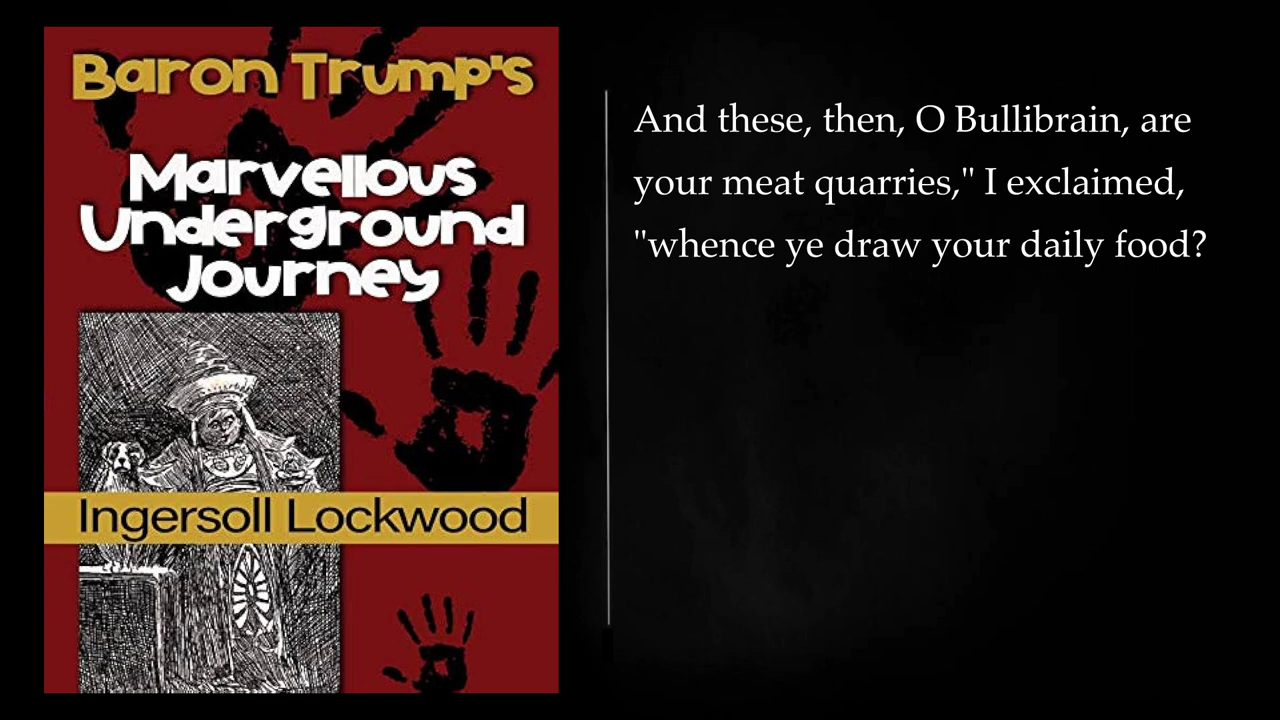 Baron Trump's
Marvellous
Underground
Journey
Ingersoll Lockwood
And these, then, O Bullibrain, are
your meat quarries," I exclaimed,
"whence ye draw your daily food?